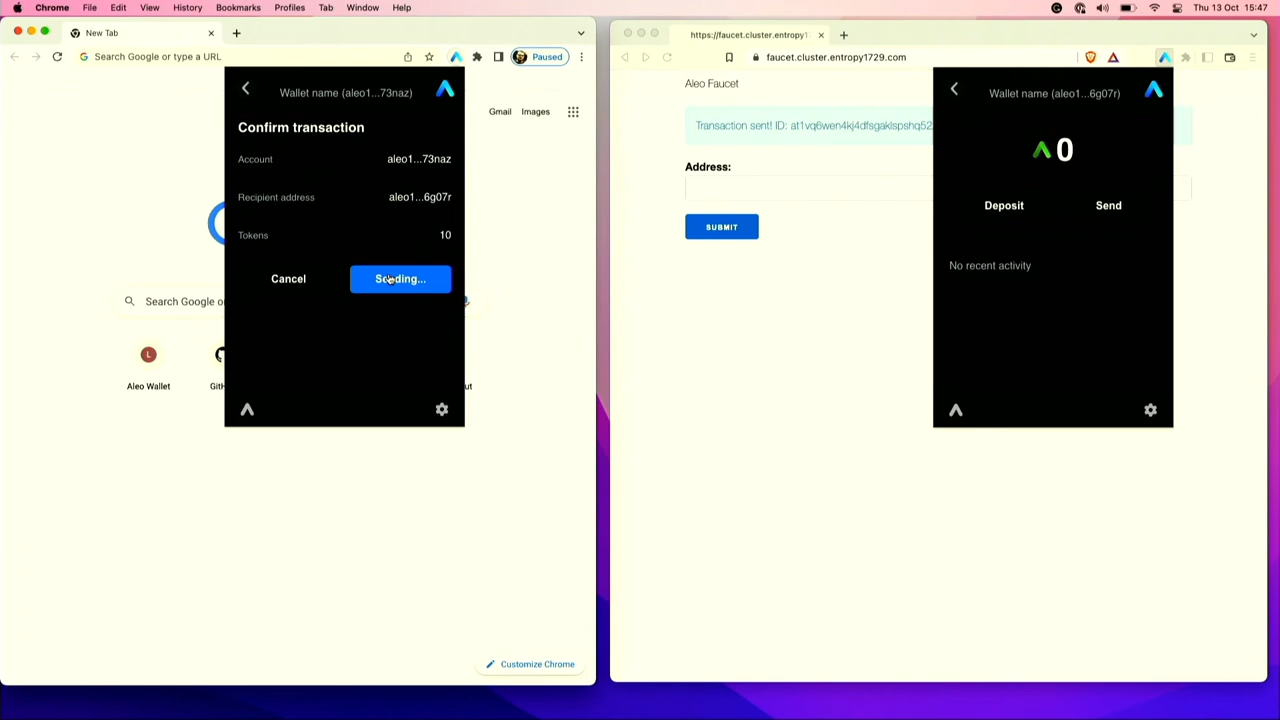 Chrome File Edit View History Bookmarks Profiles Tab Window Help Thu 13 Oct 15:47
New Tab
Search Google or type a URL
Paused
Wallet name (aleo1...73naz)
Confirm transaction
Account aleo1...73naz
Recipient address aleo1...6g07r
Tokens 10
Cancel Sending...
Gmail Images
Search Google o
L
Aleo Wallet
GitH
ut
Customize Chrome
https://faucet.cluster.entropy1
faucet.cluster.entropy1729.com
Aleo Faucet
Transaction sent! ID: at1vq6wen4kj4dfsgaklspshq52
Address:
SUBMIT
Wallet name (aleo1...6g07r)
0
Deposit Send
No recent activity